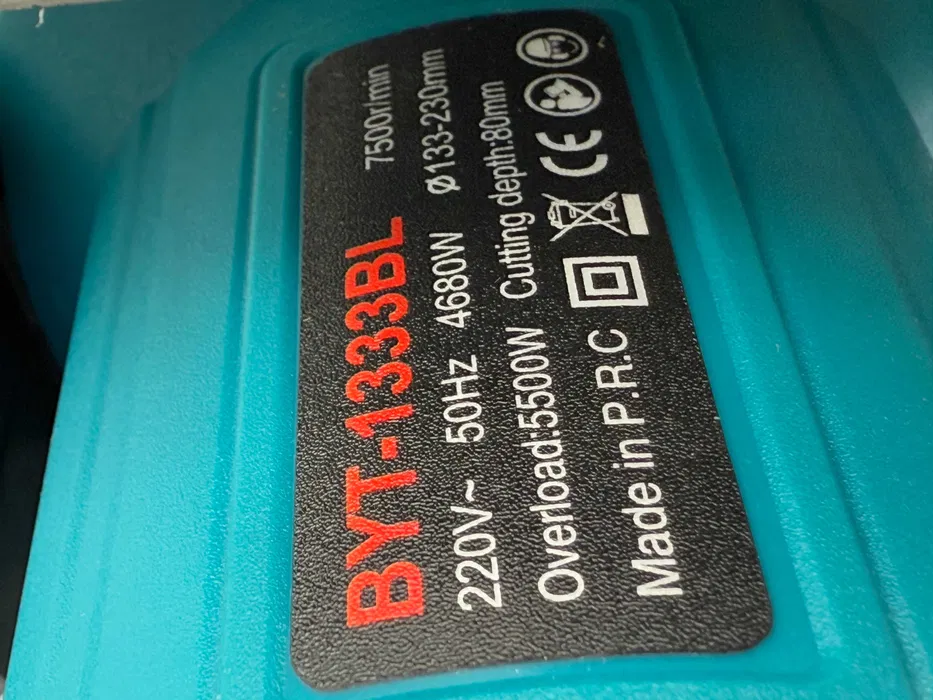 BYT-1333BL 7500r/min
220V~ 50Hz 4680W ø133-230mm
Overload:5500W Cutting depth:80mm
Made in P.R.C CE